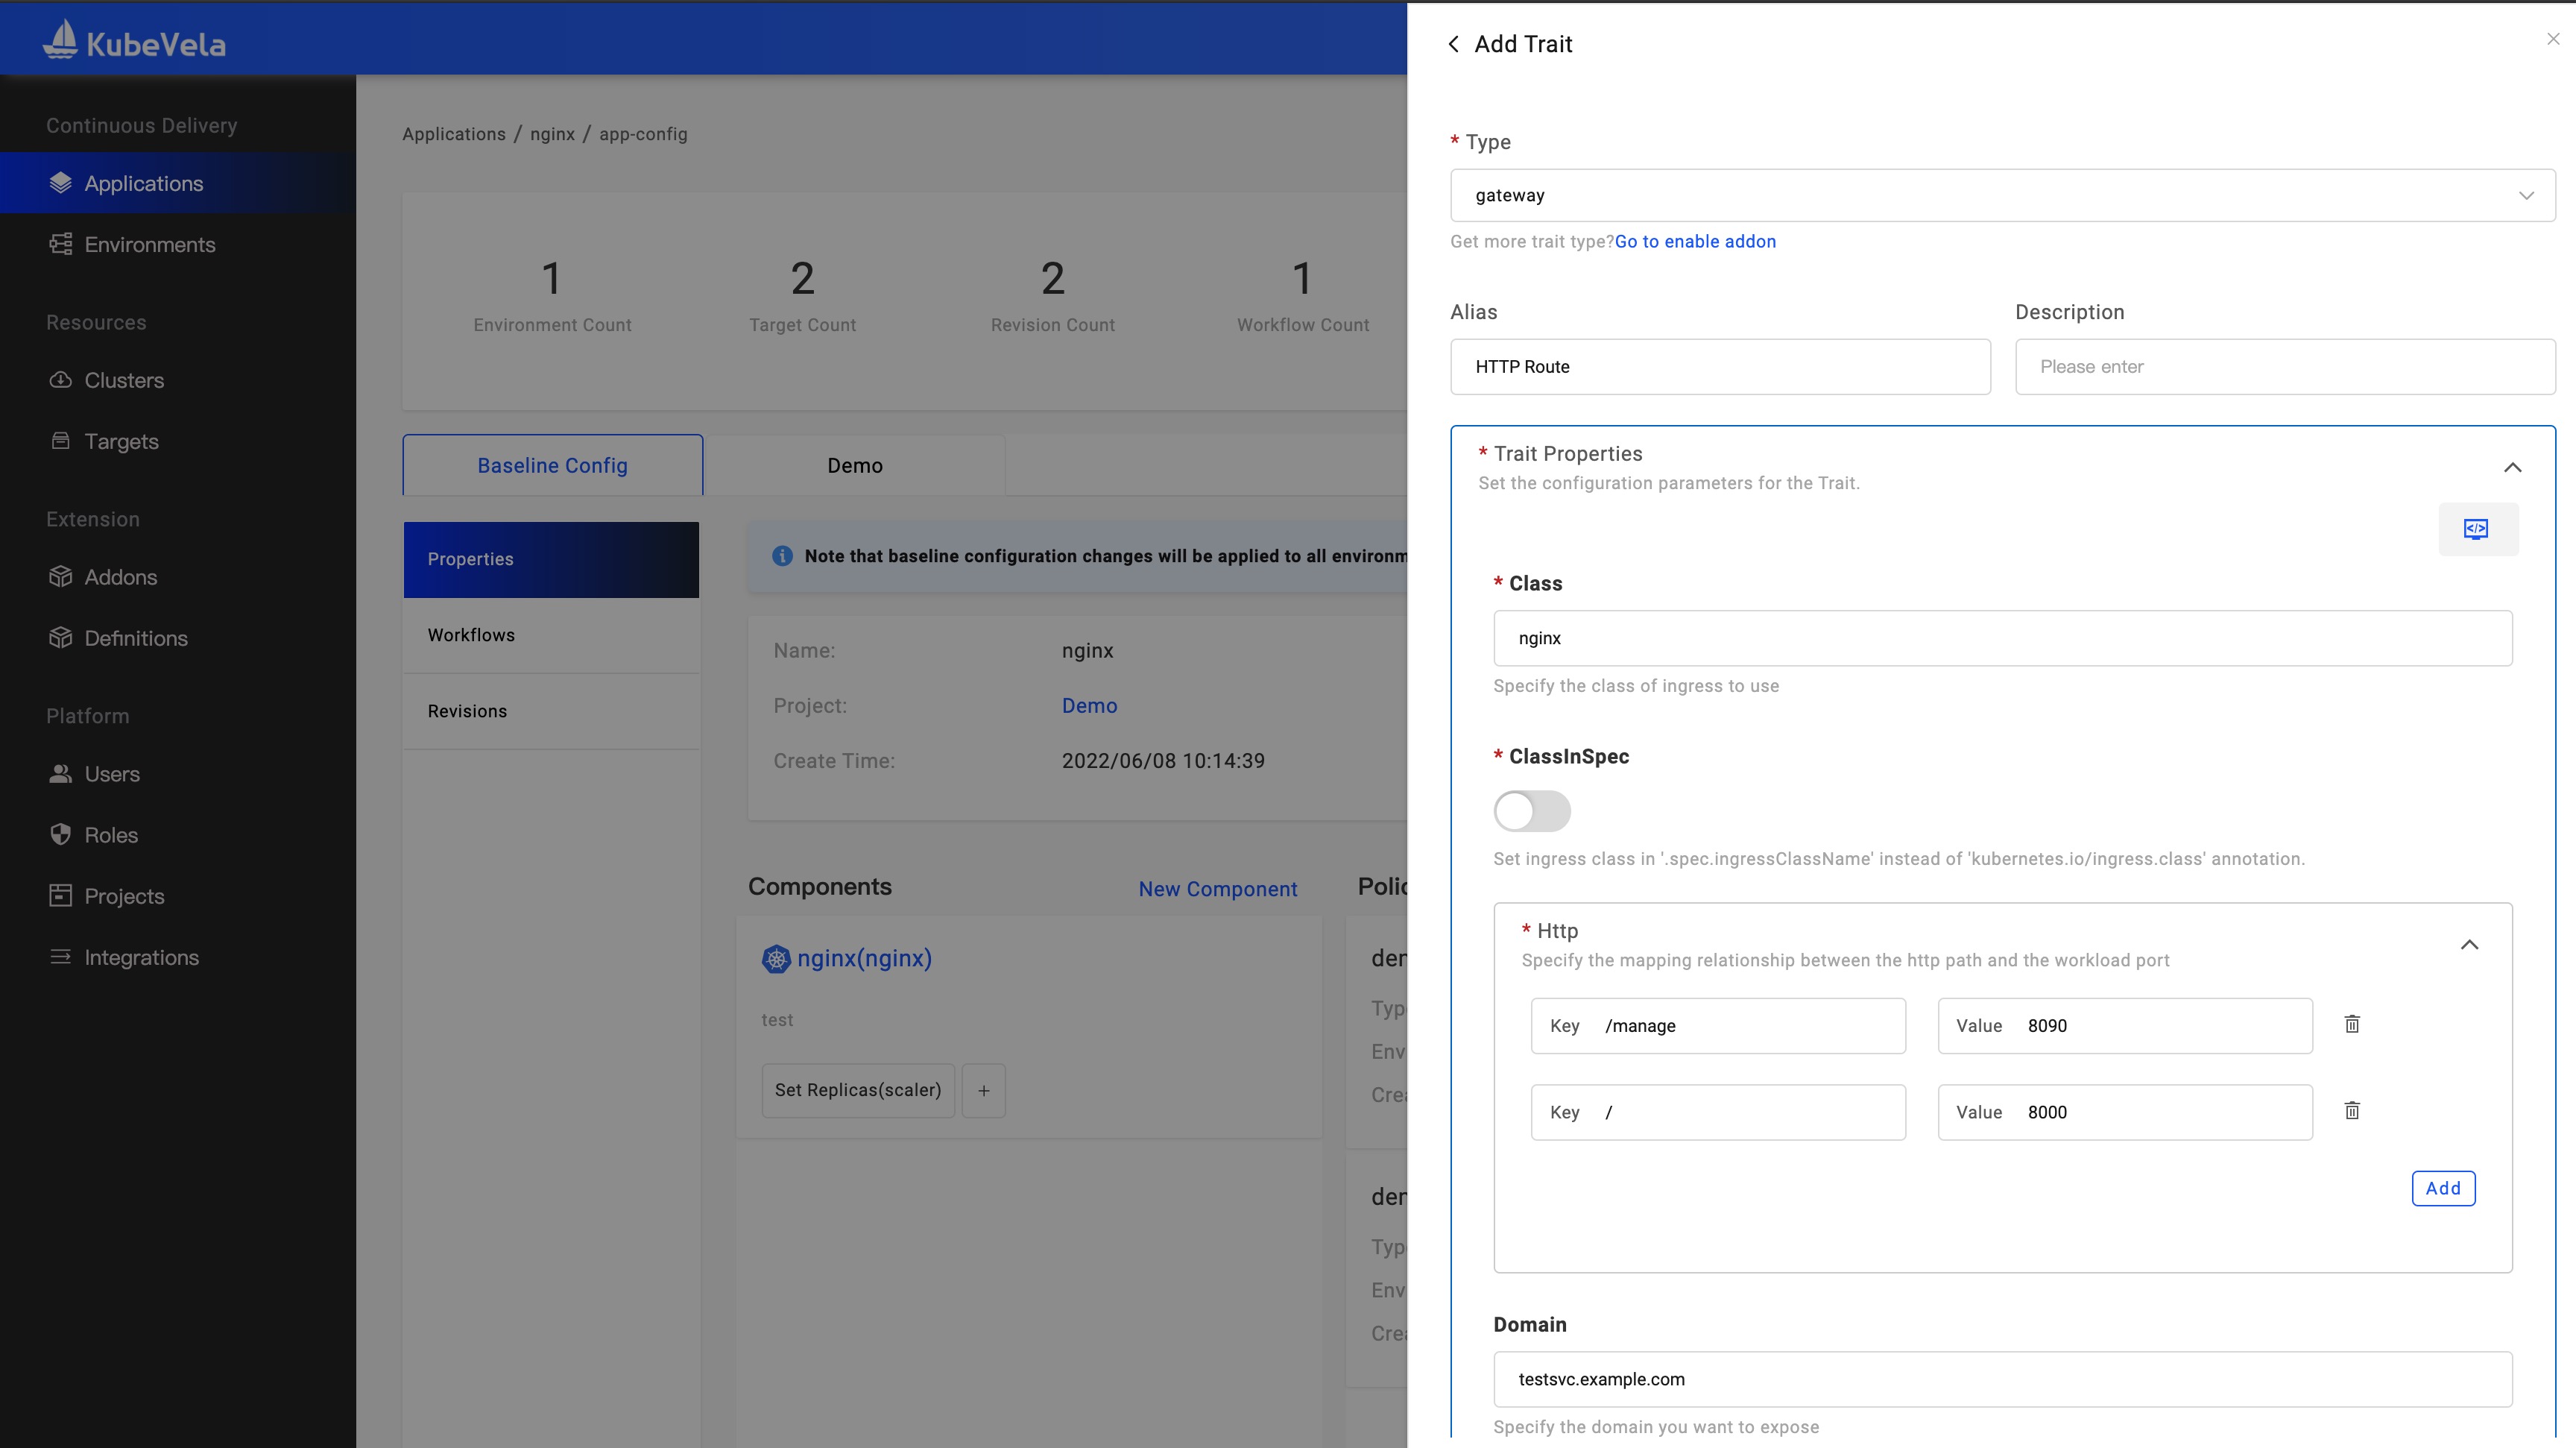 KubeVela
Continuous Delivery
Applications
Environments
Resources
Clusters
Targets
Extension
Addons
Definitions
Platform
Users
Roles
Projects
Integrations
Applications / nginx / app-config
1
Environment Count
2
Target Count
2
Revision Count
1
Workflow Count
Baseline Config
Demo
Properties
Workflows
Revisions
Note that baseline configuration changes will be applied to all environm
Name: nginx
Project: Demo
Create Time: 2022/06/08 10:14:39
Components
New Component
nginx(nginx)
test
Set Replicas(scaler) +
Polic
der
Typ
Env
Crea
der
Typ
Env
Crea
Add Trait
* Type
gateway
Get more trait type?Go to enable addon
Alias
HTTP Route
Description
Please enter
* Trait Properties
Set the configuration parameters for the Trait.
</>
* Class
nginx
Specify the class of ingress to use
* ClassInSpec
Set ingress class in '.spec.ingressClassName' instead of 'kubernetes.io/ingress.class' annotation.
* Http
Specify the mapping relationship between the http path and the workload port
Key /manage Value 8090
Key / Value 8000
Add
Domain
testsvc.example.com
Specify the domain you want to expose